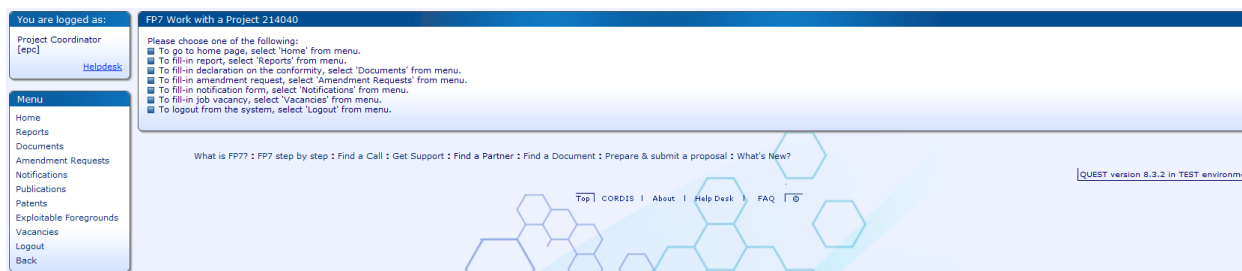 You are logged as:
Project Coordinator
[epc]
Helpdesk
Menu
Home
Reports
Documents
Amendment Requests
Notifications
Publications
Patents
Exploitable Foregrounds
Vacancies
Logout
Back
FP7 Work with a Project 214040
Please choose one of the following:
To go to home page, select 'Home' from menu.
To fill-in report, select 'Reports' from menu.
To fill-in declaration on the conformity, select 'Documents' from menu.
To fill-in amendment request, select 'Amendment Requests' from menu.
To fill-in notification form, select 'Notifications' from menu.
To fill-in job vacancy, select 'Vacancies' from menu.
To logout from the system, select 'Logout' from menu.
What is FP7? : FP7 step by step : Find a Call : Get Support : Find a Partner : Find a Document : Prepare & submit a proposal : What's New?
QUEST version 8.3.2 in TEST environme
Top | CORDIS | About | Help Desk | FAQ | ©